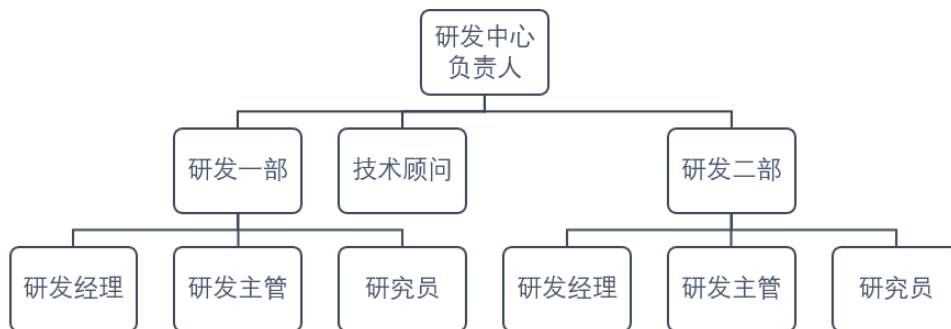 研发中心
负责人
研发一部
技术顾问
研发二部
研发经理
研发主管
研究员
研发经理
研发主管
研究员